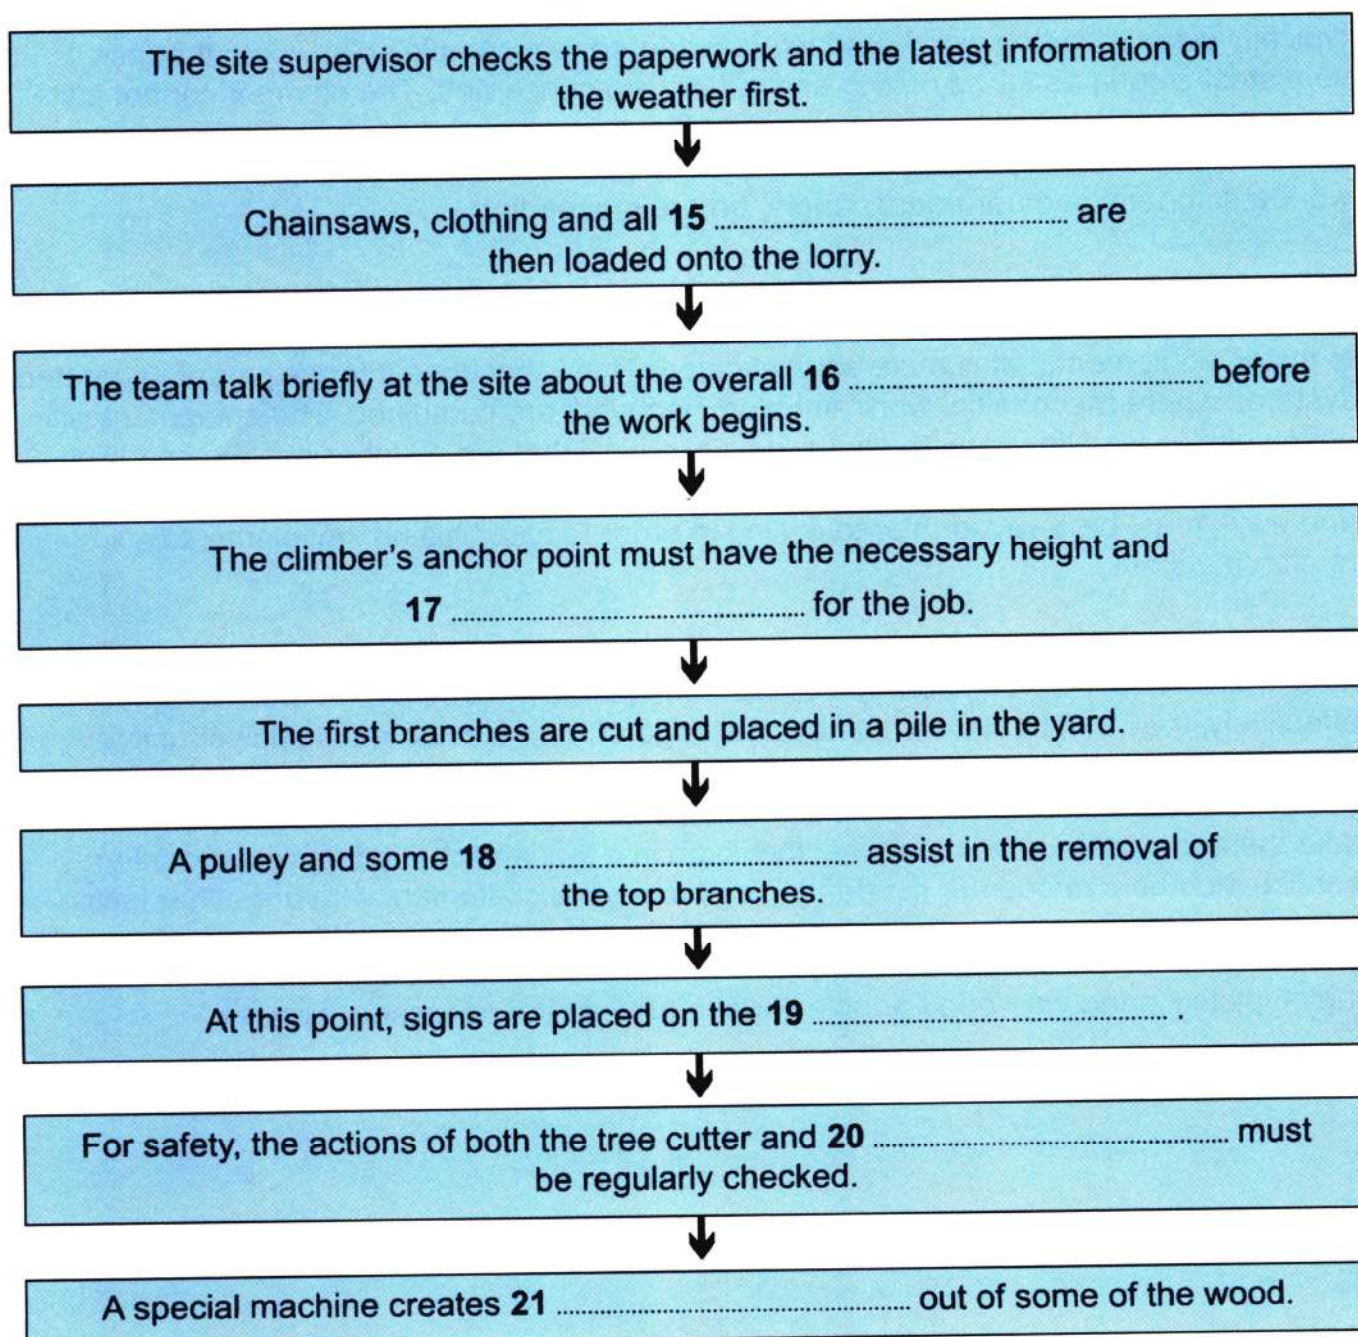 The site supervisor checks the paperwork and the latest information on
the weather first.
Chainsaws, clothing and all 15 ........................................ are
then loaded onto the lorry.
The team talk briefly at the site about the overall 16 ........................................ before
the work begins.
The climber's anchor point must have the necessary height and
17 ........................................ for the job.
The first branches are cut and placed in a pile in the yard.
A pulley and some 18 ........................................ assist in the removal of
the top branches.
At this point, signs are placed on the 19 ........................................ .
For safety, the actions of both the tree cutter and 20 ........................................ must
be regularly checked.
A special machine creates 21 ........................................ out of some of the wood.